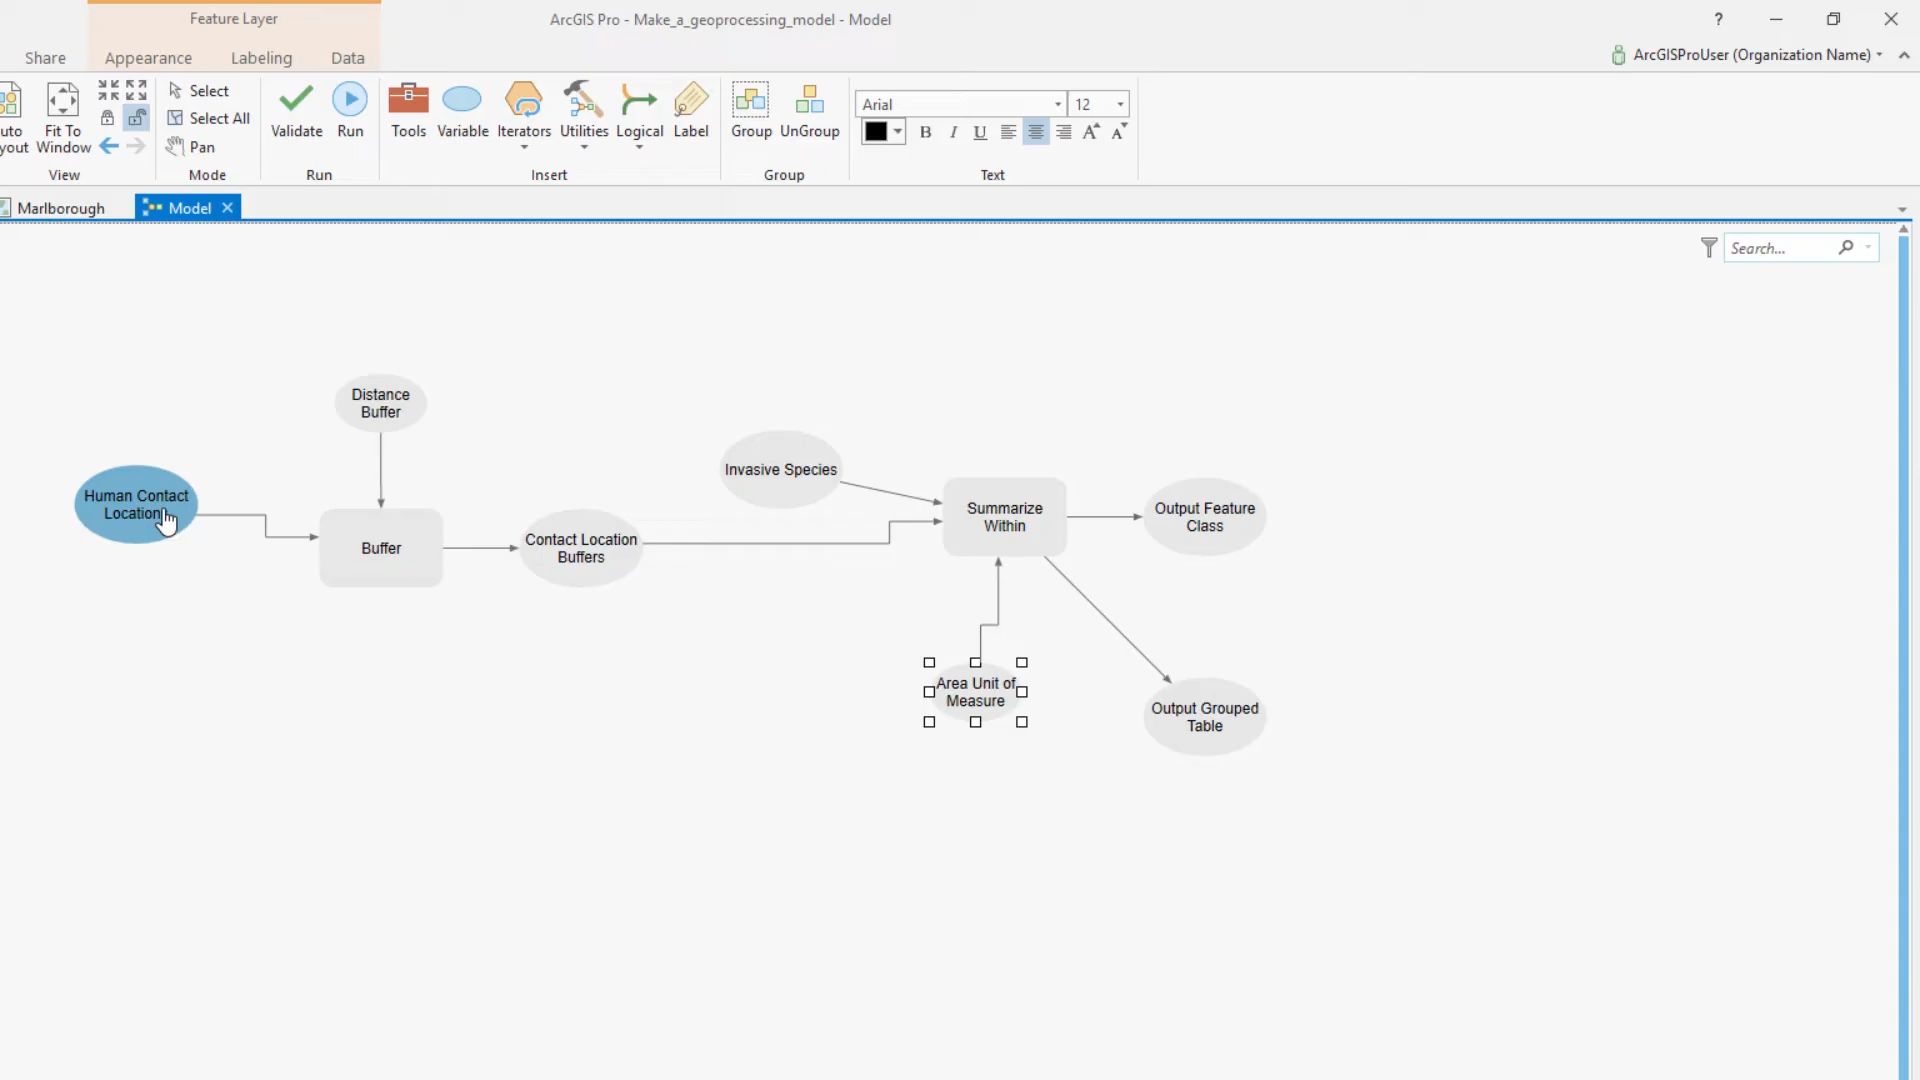 Feature Layer
ArcGIS Pro - Make_a_geoprocessing_model - Model
?
Share Appearance Labeling Data
ArcGISProUser (Organization Name)
Select
Select All
Pan
uto
yout
Fit To
Window
Validate
Run
Tools
Variable
Iterators
Utilities
Logical
Label
Group
UnGroup
Arial
12
B I U A A
View Mode Run Insert Group Text
Marlborough
Model
Search...
Distance
Buffer
Human Contact
Location
Buffer
Contact Location
Buffers
Invasive Species
Summarize
Within
Output Feature
Class
Area Unit of
Measure
Output Grouped
Table